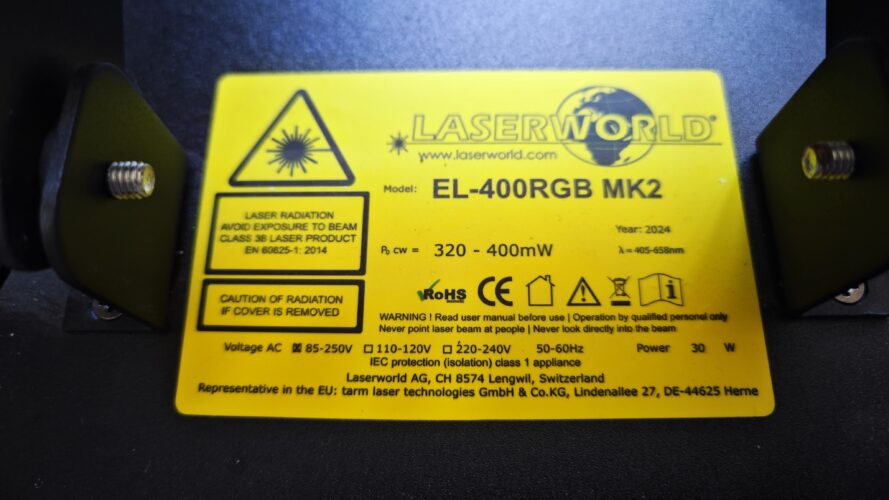 LASERWORLD®
www.laserworld.com
Model: EL-400RGB MK2
LASER RADIATION
AVOID EXPOSURE TO BEAM
CLASS 3B LASER PRODUCT
EN 60825-1: 2014
Year: 2024
P₀ cw = 320 - 400mW λ = 405-658nm
CAUTION OF RADIATION
IF COVER IS REMOVED
RoHS CE i
WARNING ! Read user manual before use | Operation by qualified personal only
Never point laser beam at people | Never look directly into the beam
Voltage AC ☒ 85-250V ☐ 110-120V ☐ 220-240V 50-60Hz Power 30 W
IEC protection (isolation) class 1 appliance
Laserworld AG, CH 8574 Lengwil, Switzerland
Representative in the EU: tarm laser technologies GmbH & Co.KG, Lindenallee 27, DE-44625 Herne